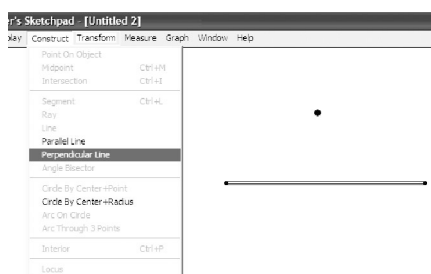 er's Sketchpad - [Untitled 2]
play Construct Transform Measure Graph Window Help
Point On Object
Midpoint Ctrl+M
Intersection Ctrl+I
Segment Ctrl+L
Ray
Line
Parallel Line
Perpendicular Line
Angle Bisector
Circle By Center+Point
Circle By Center+Radius
Arc On Circle
Arc Through 3 Points
Interior Ctrl+P
Locus